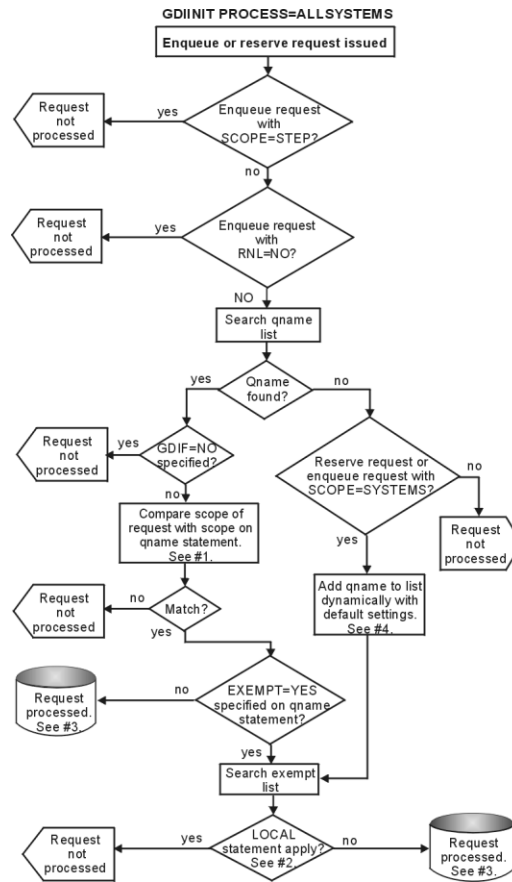 GDIINIT PROCESS=ALLSYSTEMS
Enqueue or reserve request issued
Request
not
processed
yes
Enqueue request
with
SCOPE=STEP?
no
Request
not
processed
yes
Enqueue request
with
RNL=NO?
NO
Search qname
list
yes
Qname
found?
no
Request
not
processed
yes
GDIF=NO
specified?
no
Reserve request or
enqueue request with
SCOPE=SYSTEMS?
no
Request
not
processed
yes
Compare scope of
request with scope on
qname statement.
See #1.
Add qname to list
dynamically with
default settings.
See #4.
Request
not
processed
no
Match?
yes
Request
processed.
See #3.
no
EXEMPT=YES
specified on qname
statement?
yes
Search exempt
list
Request
not
processed
yes
LOCAL
statement apply?
See #2.
no
Request
processed.
See #3.